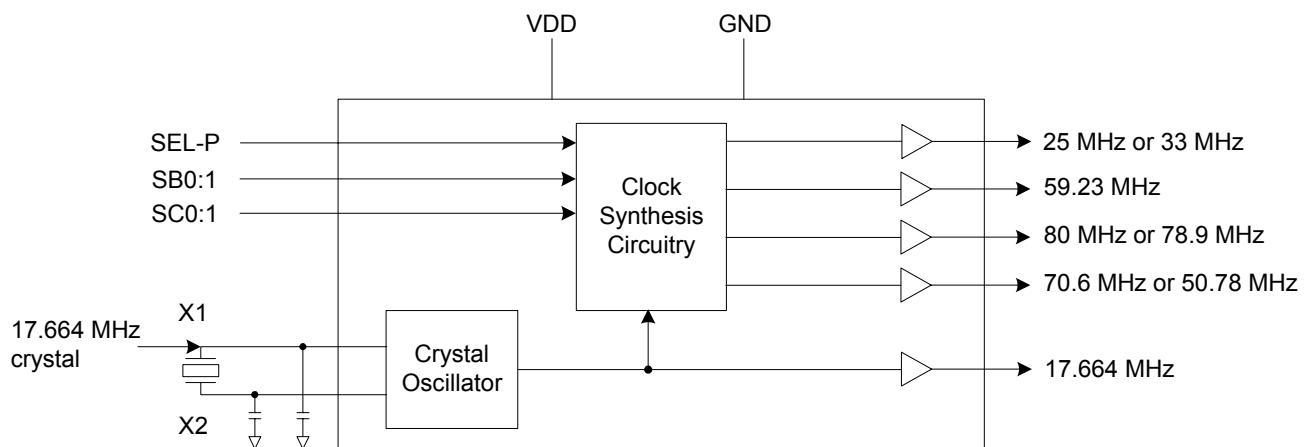 VDD
GND
SEL-P
SB0:1
SC0:1
Clock
Synthesis
Circuitry
25 MHz or 33 MHz
59.23 MHz
80 MHz or 78.9 MHz
70.6 MHz or 50.78 MHz
X1
17.664 MHz
crystal
X2
Crystal
Oscillator
17.664 MHz